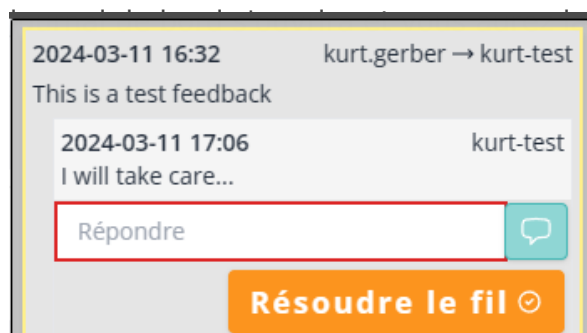 2024-03-11 16:32 kurt.gerber → kurt-test
This is a test feedback
2024-03-11 17:06 kurt-test
I will take care...
Répondre
Résoudre le fil